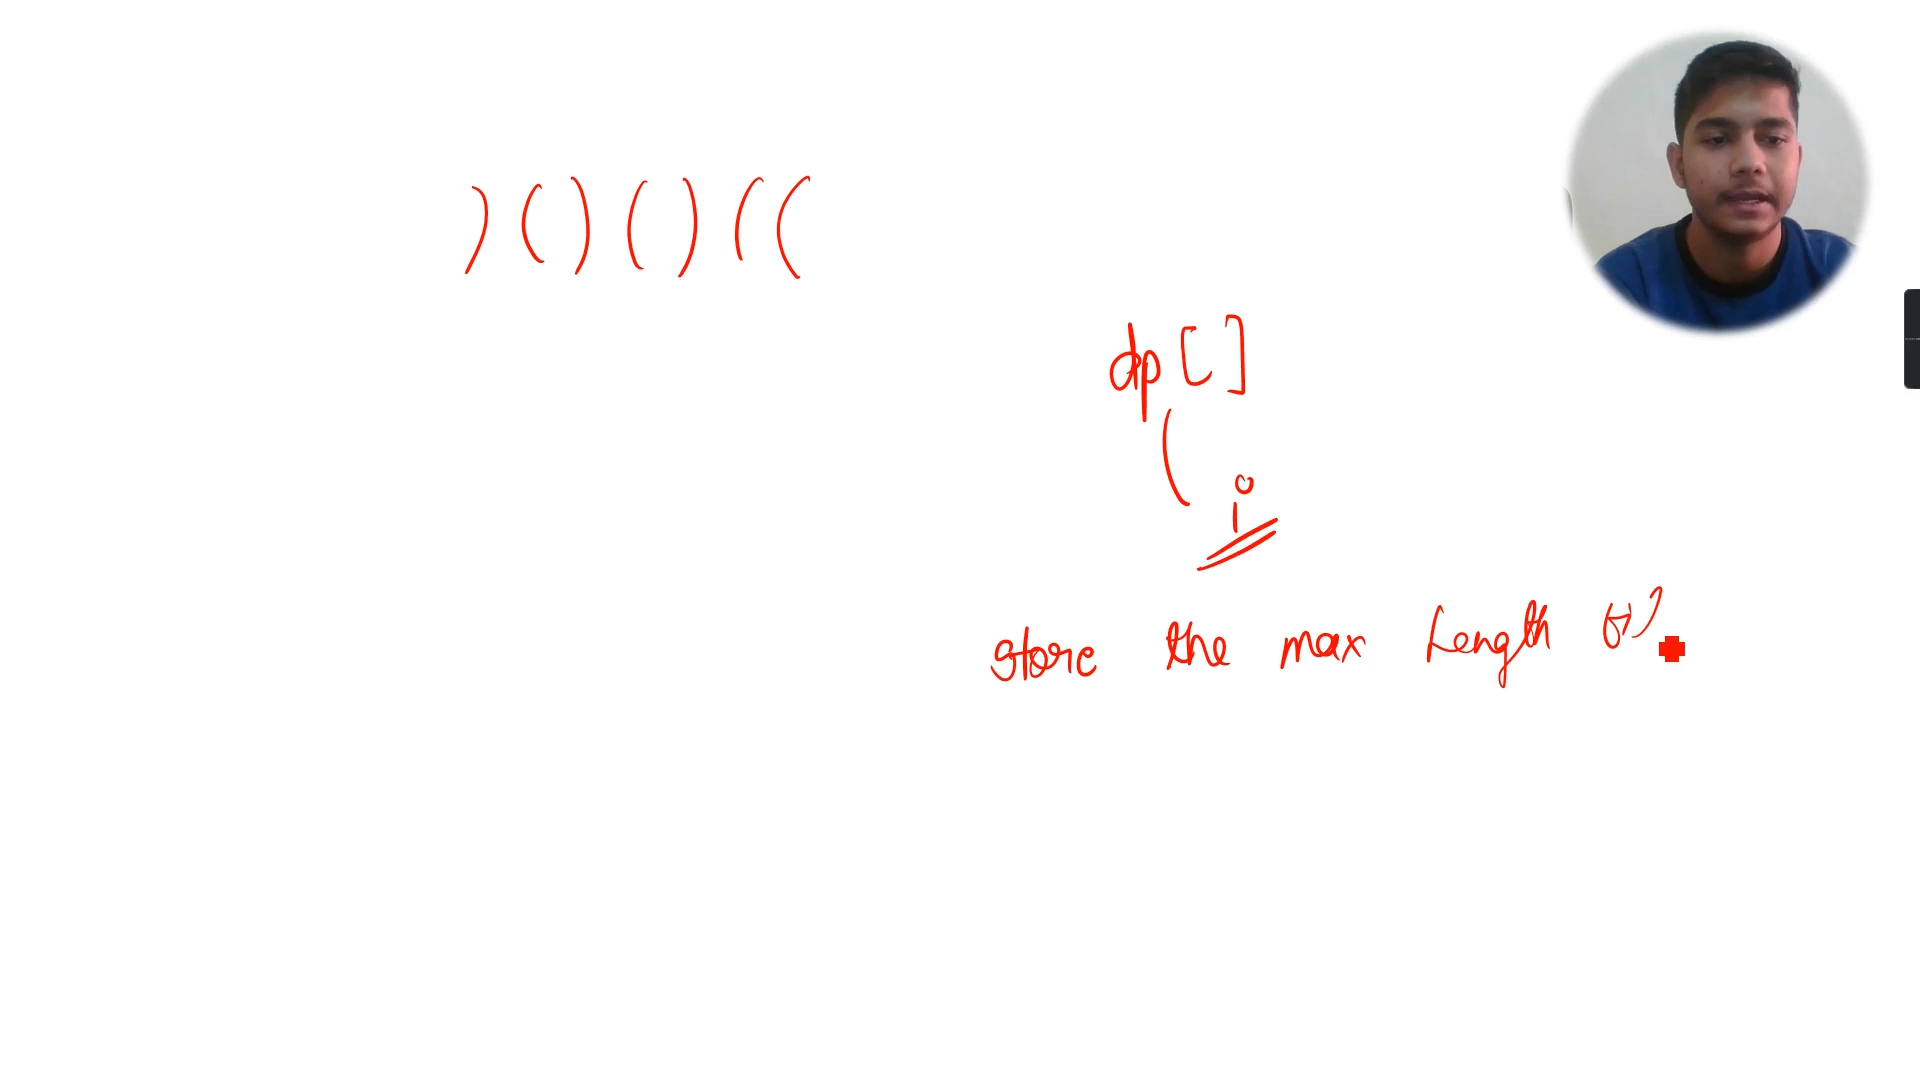 ) ( ) ( ) ( (
dp [ ]
(
i
store the max Length